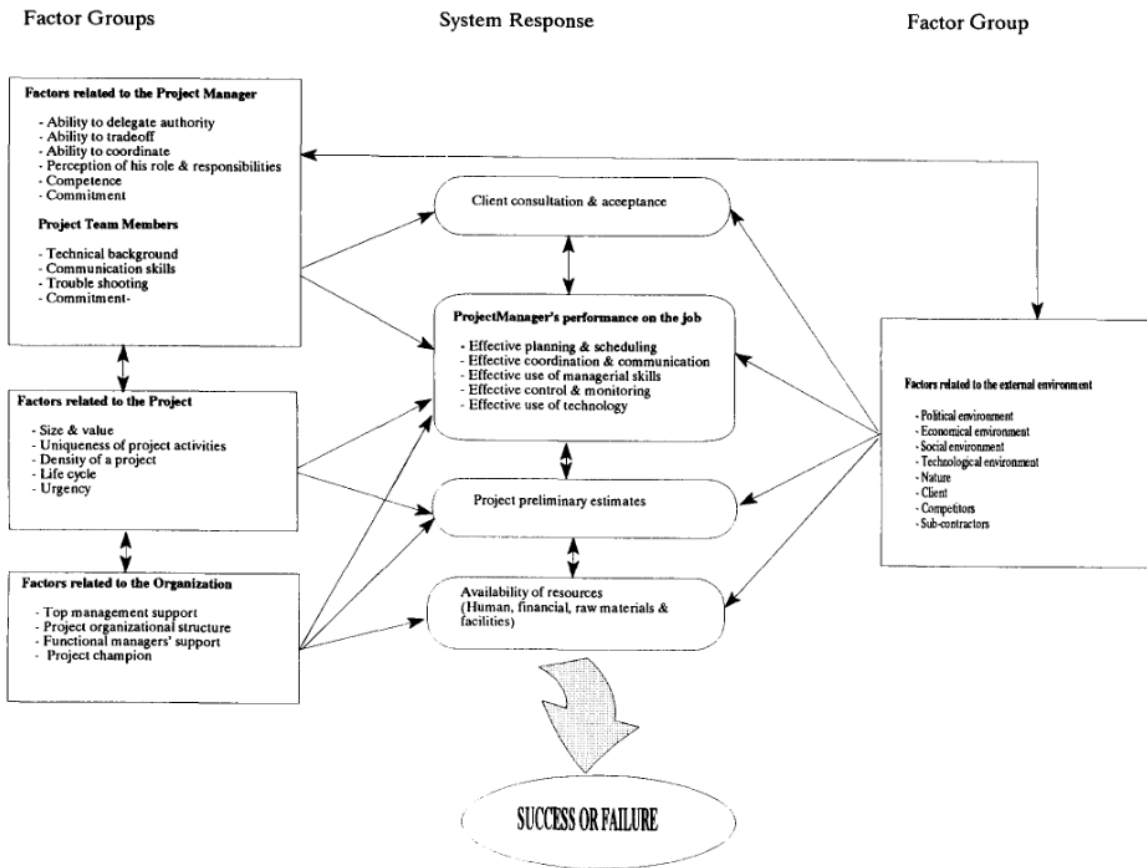 Factor Groups
System Response
Factor Group
Factors related to the Project Manager
- Ability to delegate authority
- Ability to tradeoff
- Ability to coordinate
- Perception of his role & responsibilities
- Competence
- Commitment
Project Team Members
- Technical background
- Communication skills
- Trouble shooting
- Commitment-
Factors related to the Project
- Size & value
- Uniqueness of project activities
- Density of a project
- Life cycle
- Urgency
Factors related to the Organization
- Top management support
- Project organizational structure
- Functional managers' support
- Project champion
Client consultation & acceptance
ProjectManager's performance on the job
- Effective planning & scheduling
- Effective coordination & communication
- Effective use of managerial skills
- Effective control & monitoring
- Effective use of technology
Project preliminary estimates
Availability of resources
(Human, financial, raw materials &
facilities)
Factors related to the external environment
- Political environment
- Economical environment
- Social environment
- Technological environment
- Nature
- Client
- Competitors
- Sub-contractors
SUCCESS OR FAILURE